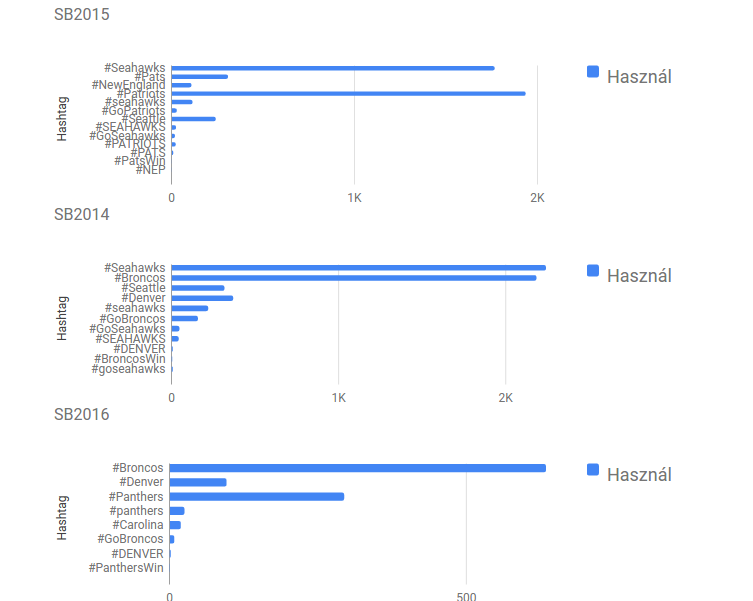 SB2015
#Seahawks
#Pats
#NewEngland
#Patriots
#seahawks
#GoPatriots
#Seattle
#SEAHAWKS
#GoSeahawks
#PATRIOTS
#PATS
#PatsWin
#NEP
Hashtag
0 1K 2K
Használ
SB2014
#Seahawks
#Broncos
#Seattle
#Denver
#seahawks
#GoBroncos
#GoSeahawks
#SEAHAWKS
#DENVER
#BroncosWin
#goseahawks
Hashtag
0 1K 2K
Használ
SB2016
#Broncos
#Denver
#Panthers
#panthers
#Carolina
#GoBroncos
#DENVER
#PanthersWin
Hashtag
0 500
Használ